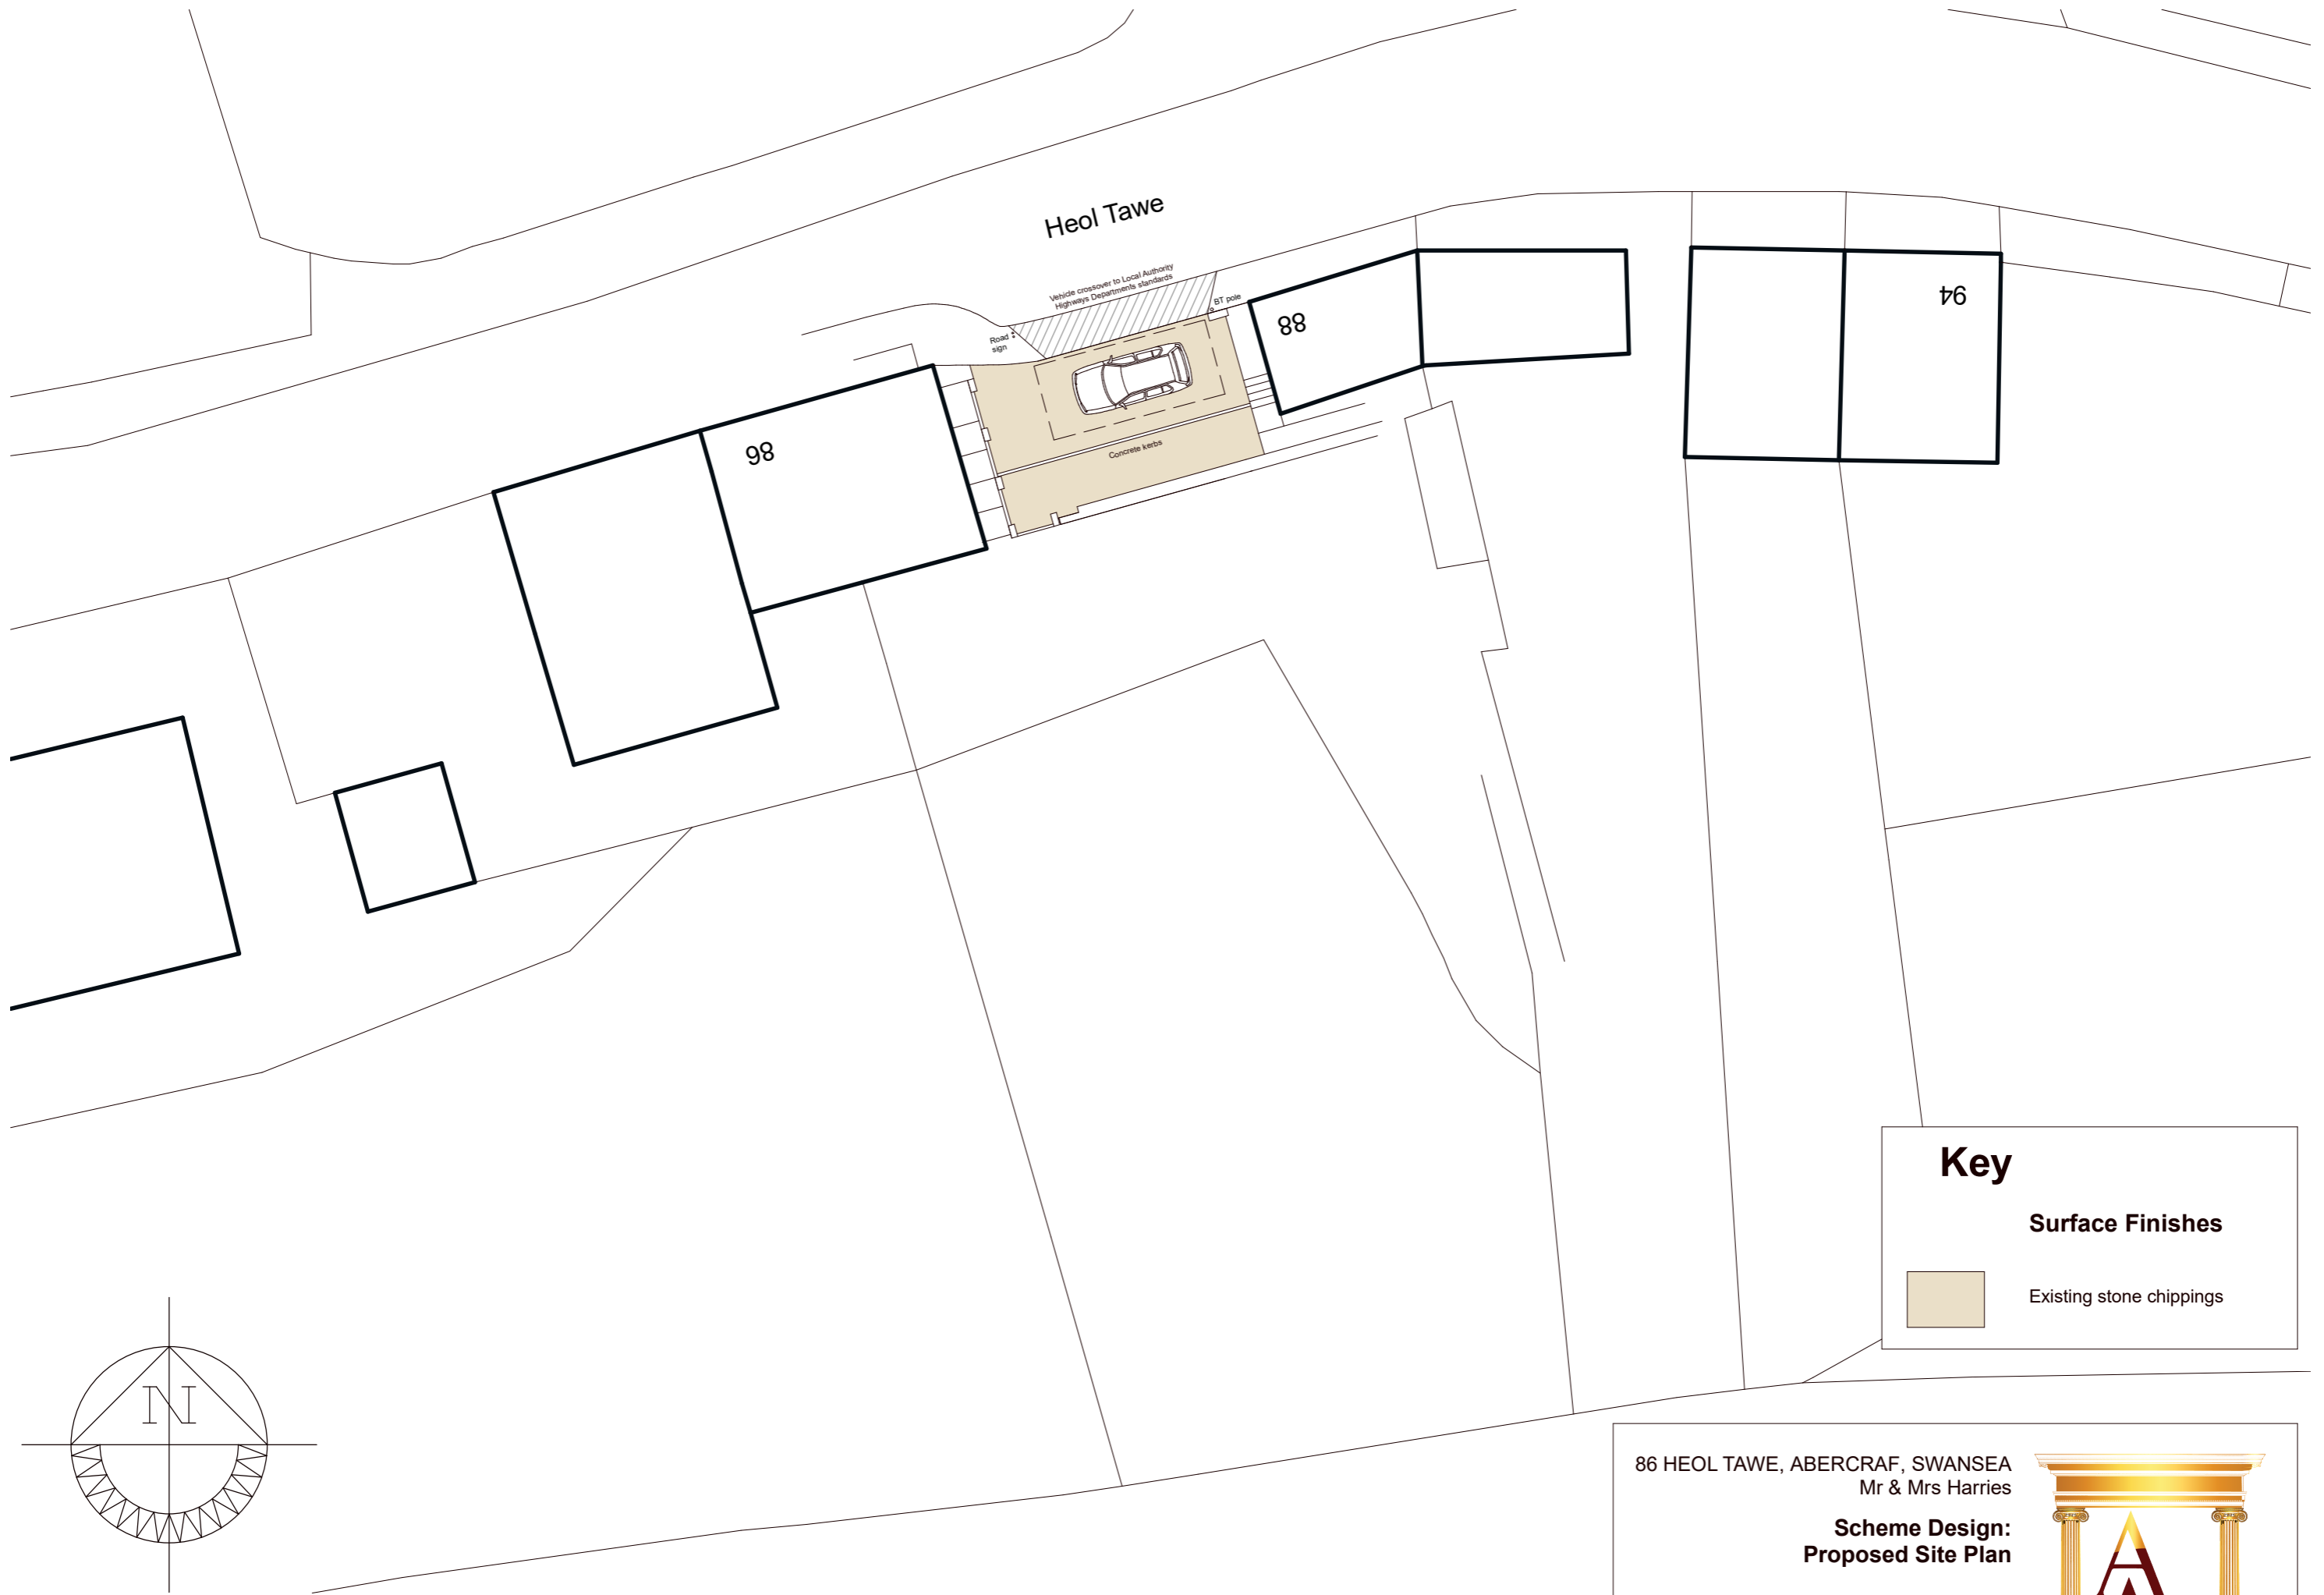 Heol Tawe
Vehicle crossover to Local Authority
Highways Departments standards
BT pole
Road
sign
88
94
86
Concrete kerbs
Key
Surface Finishes
Existing stone chippings
N
86 HEOL TAWE, ABERCRAF, SWANSEA
Mr & Mrs Harries
Scheme Design:
Proposed Site Plan
A